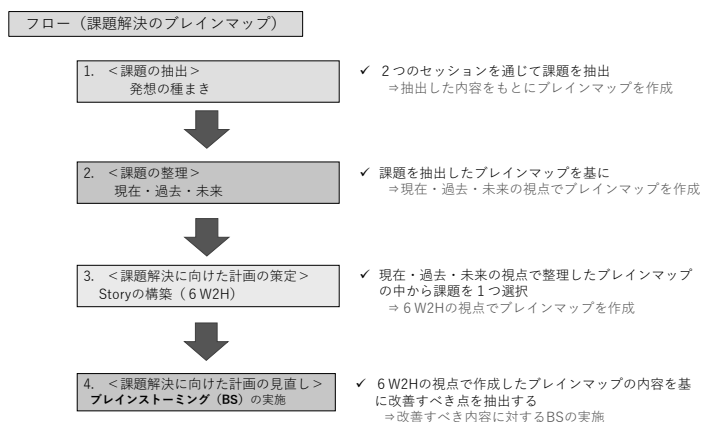 フロー（課題解決のブレインマップ）
1. ＜課題の抽出＞
発想の種まき
✓ ２つのセッションを通じて課題を抽出
⇒抽出した内容をもとにブレインマップを作成
2. ＜課題の整理＞
現在・過去・未来
✓ 課題を抽出したブレインマップを基に
⇒現在・過去・未来の視点でブレインマップを作成
3. ＜課題解決に向けた計画の策定＞
Storyの構築（６W2H）
✓ 現在・過去・未来の視点で整理したブレインマップ
の中から課題を１つ選択
⇒６W2Hの視点でブレインマップを作成
4. ＜課題解決に向けた計画の見直し＞
ブレインストーミング（BS）の実施
✓ ６W2Hの視点で作成したブレインマップの内容を基
に改善すべき点を抽出する
⇒改善すべき内容に対するBSの実施